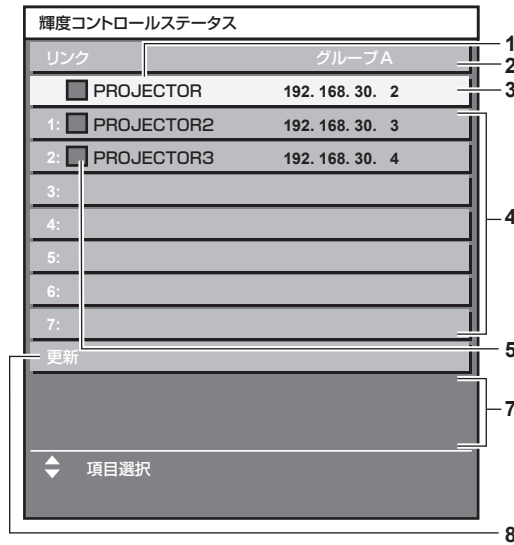 輝度コントロールステータス
リンク グループA
PROJECTOR 192. 168. 30. 2
1: PROJECTOR2 192. 168. 30. 3
2: PROJECTOR3 192. 168. 30. 4
3:
4:
5:
6:
7:
更新
項目選択
1
2
3
4
5
7
8